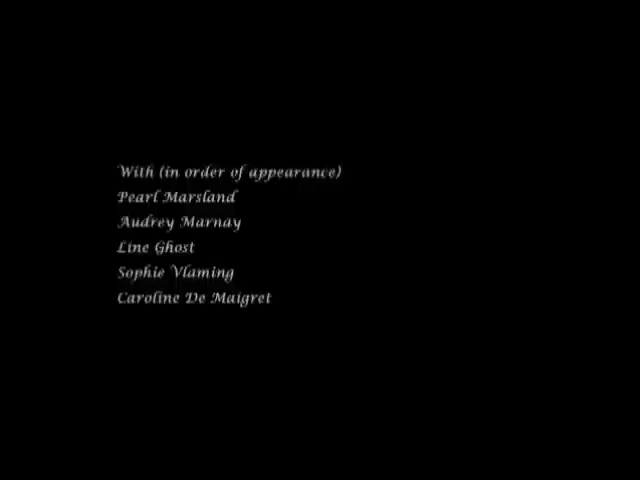 With (in order of appearance)
Pearl Marsland
Audrey Marnay
Line Ghost
Sophie Vlaming
Caroline De Maigret